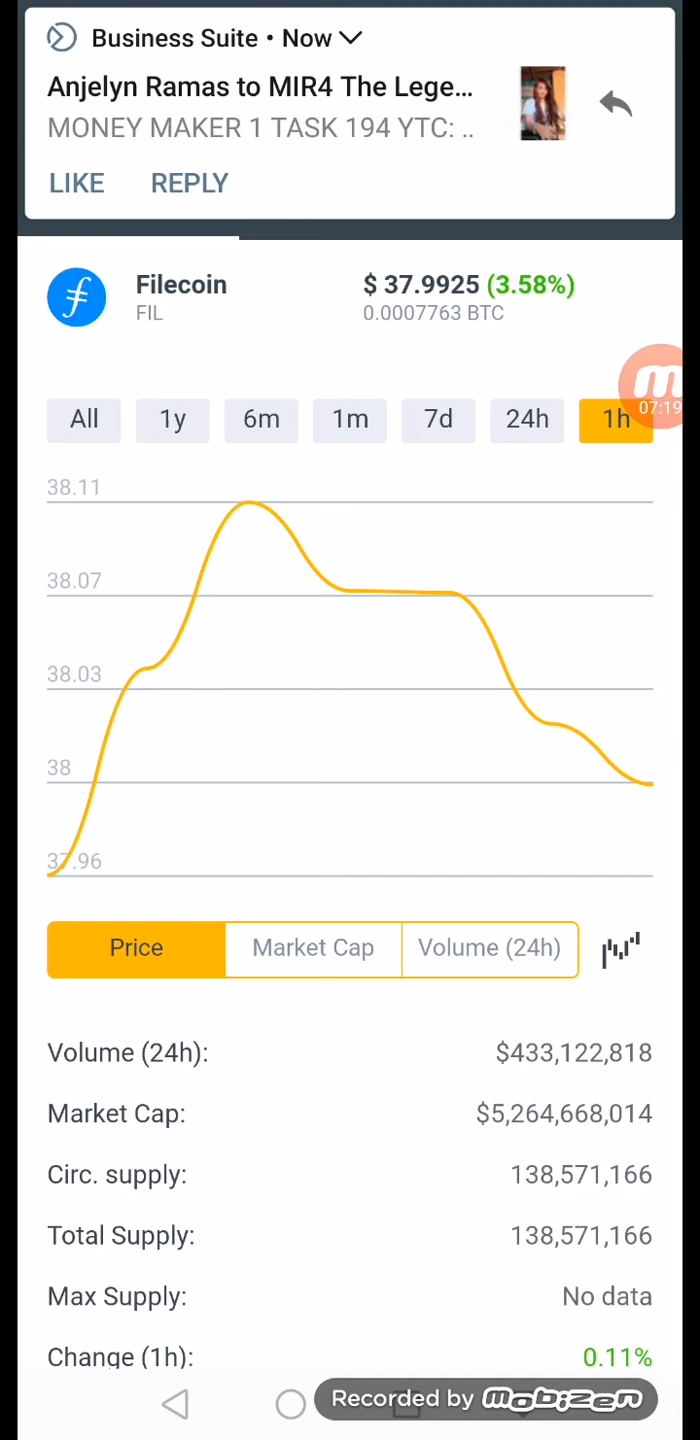 Business Suite • Now
Anjelyn Ramas to MIR4 The Lege...
MONEY MAKER 1 TASK 194 YTC: ..
LIKE REPLY
Filecoin $ 37.9925 (3.58%)
FIL 0.0007763 BTC
07:19
All 1y 6m 1m 7d 24h 1h
38.11
38.07
38.03
38
37.96
Price Market Cap Volume (24h)
Volume (24h): $433,122,818
Market Cap: $5,264,668,014
Circ. supply: 138,571,166
Total Supply: 138,571,166
Max Supply: No data
Change (1h): 0.11%
Recorded by Mobizen